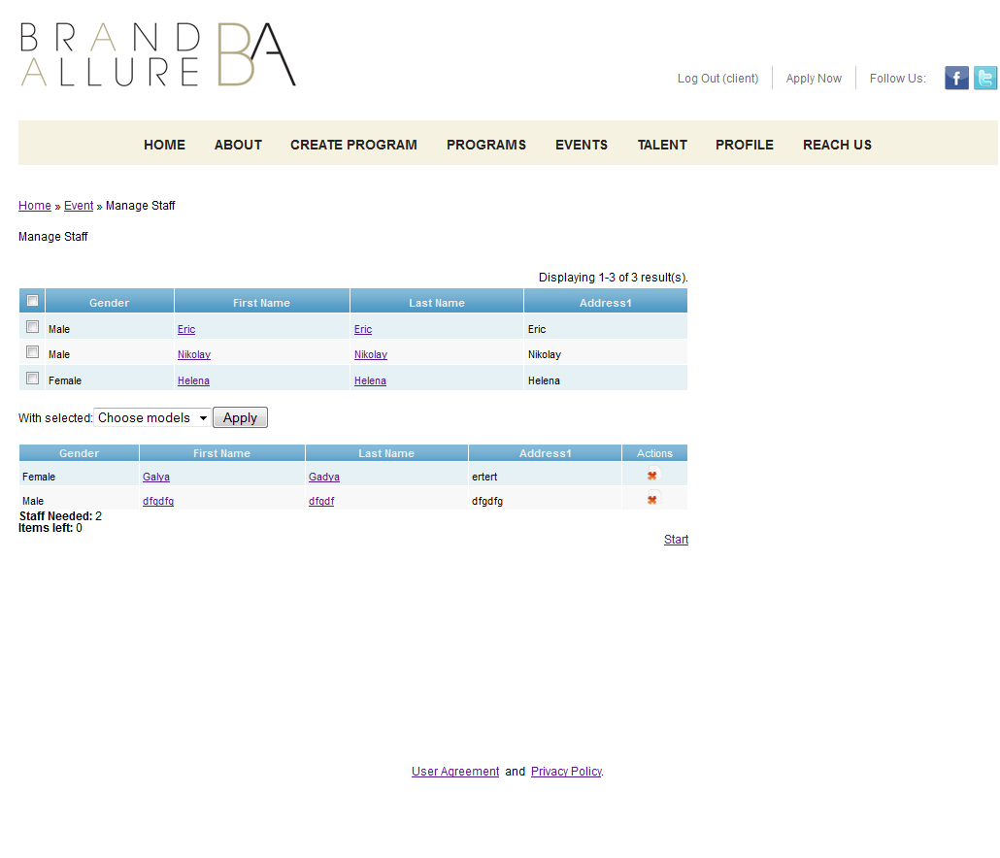 BRAND BA
ALLURE
Log Out (client) Apply Now Follow Us: f t
HOME ABOUT CREATE PROGRAM PROGRAMS EVENTS TALENT PROFILE REACH US
Home » Event » Manage Staff
Manage Staff
Displaying 1-3 of 3 result(s).
Gender First Name Last Name Address1
Male Eric Eric Eric
Male Nikolay Nikolay Nikolay
Female Helena Helena Helena
With selected: Choose models Apply
Gender First Name Last Name Address1 Actions
Female Galya Gadya ertert
Male dfgdfg dfgdf dfgdfg
Staff Needed: 2
Items left: 0
Start
User Agreement and Privacy Policy.